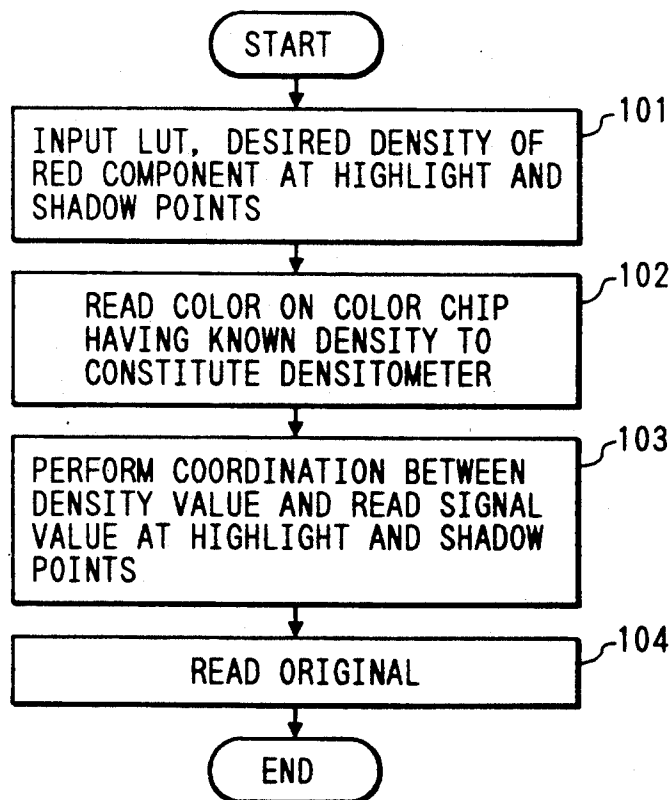 START
101
INPUT LUT, DESIRED DENSITY OF
RED COMPONENT AT HIGHLIGHT AND
SHADOW POINTS
102
READ COLOR ON COLOR CHIP
HAVING KNOWN DENSITY TO
CONSTITUTE DENSITOMETER
103
PERFORM COORDINATION BETWEEN
DENSITY VALUE AND READ SIGNAL
VALUE AT HIGHLIGHT AND SHADOW
POINTS
104
READ ORIGINAL
END